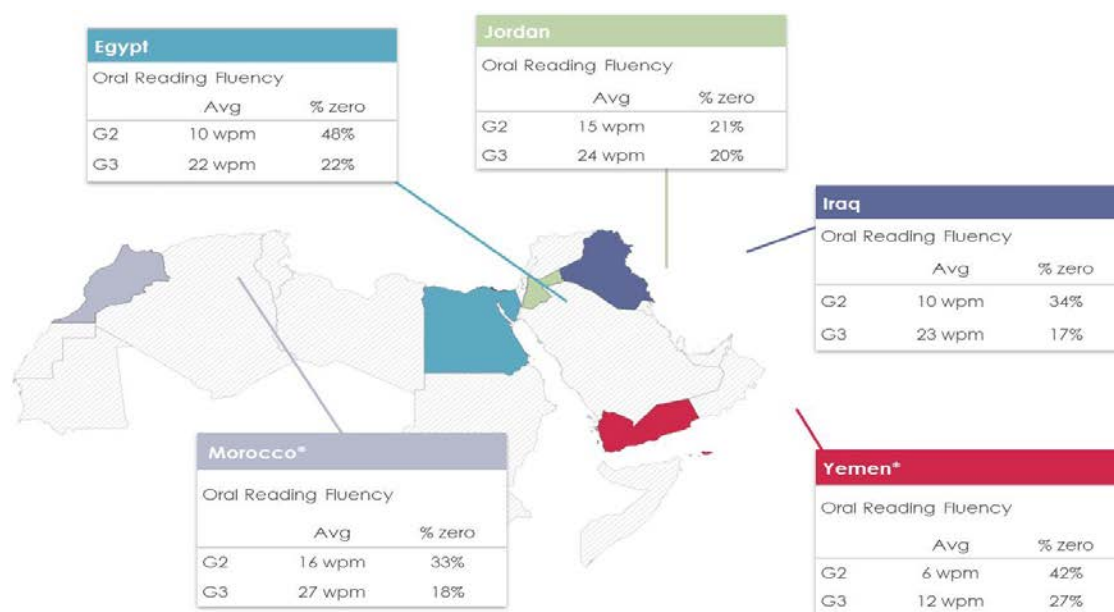 Egypt
Oral Reading Fluency
Avg % zero
G2 10 wpm 48%
G3 22 wpm 22%
Jordan
Oral Reading Fluency
Avg % zero
G2 15 wpm 21%
G3 24 wpm 20%
Iraq
Oral Reading Fluency
Avg % zero
G2 10 wpm 34%
G3 23 wpm 17%
Morocco*
Oral Reading Fluency
Avg % zero
G2 16 wpm 33%
G3 27 wpm 18%
Yemen*
Oral Reading Fluency
Avg % zero
G2 6 wpm 42%
G3 12 wpm 27%